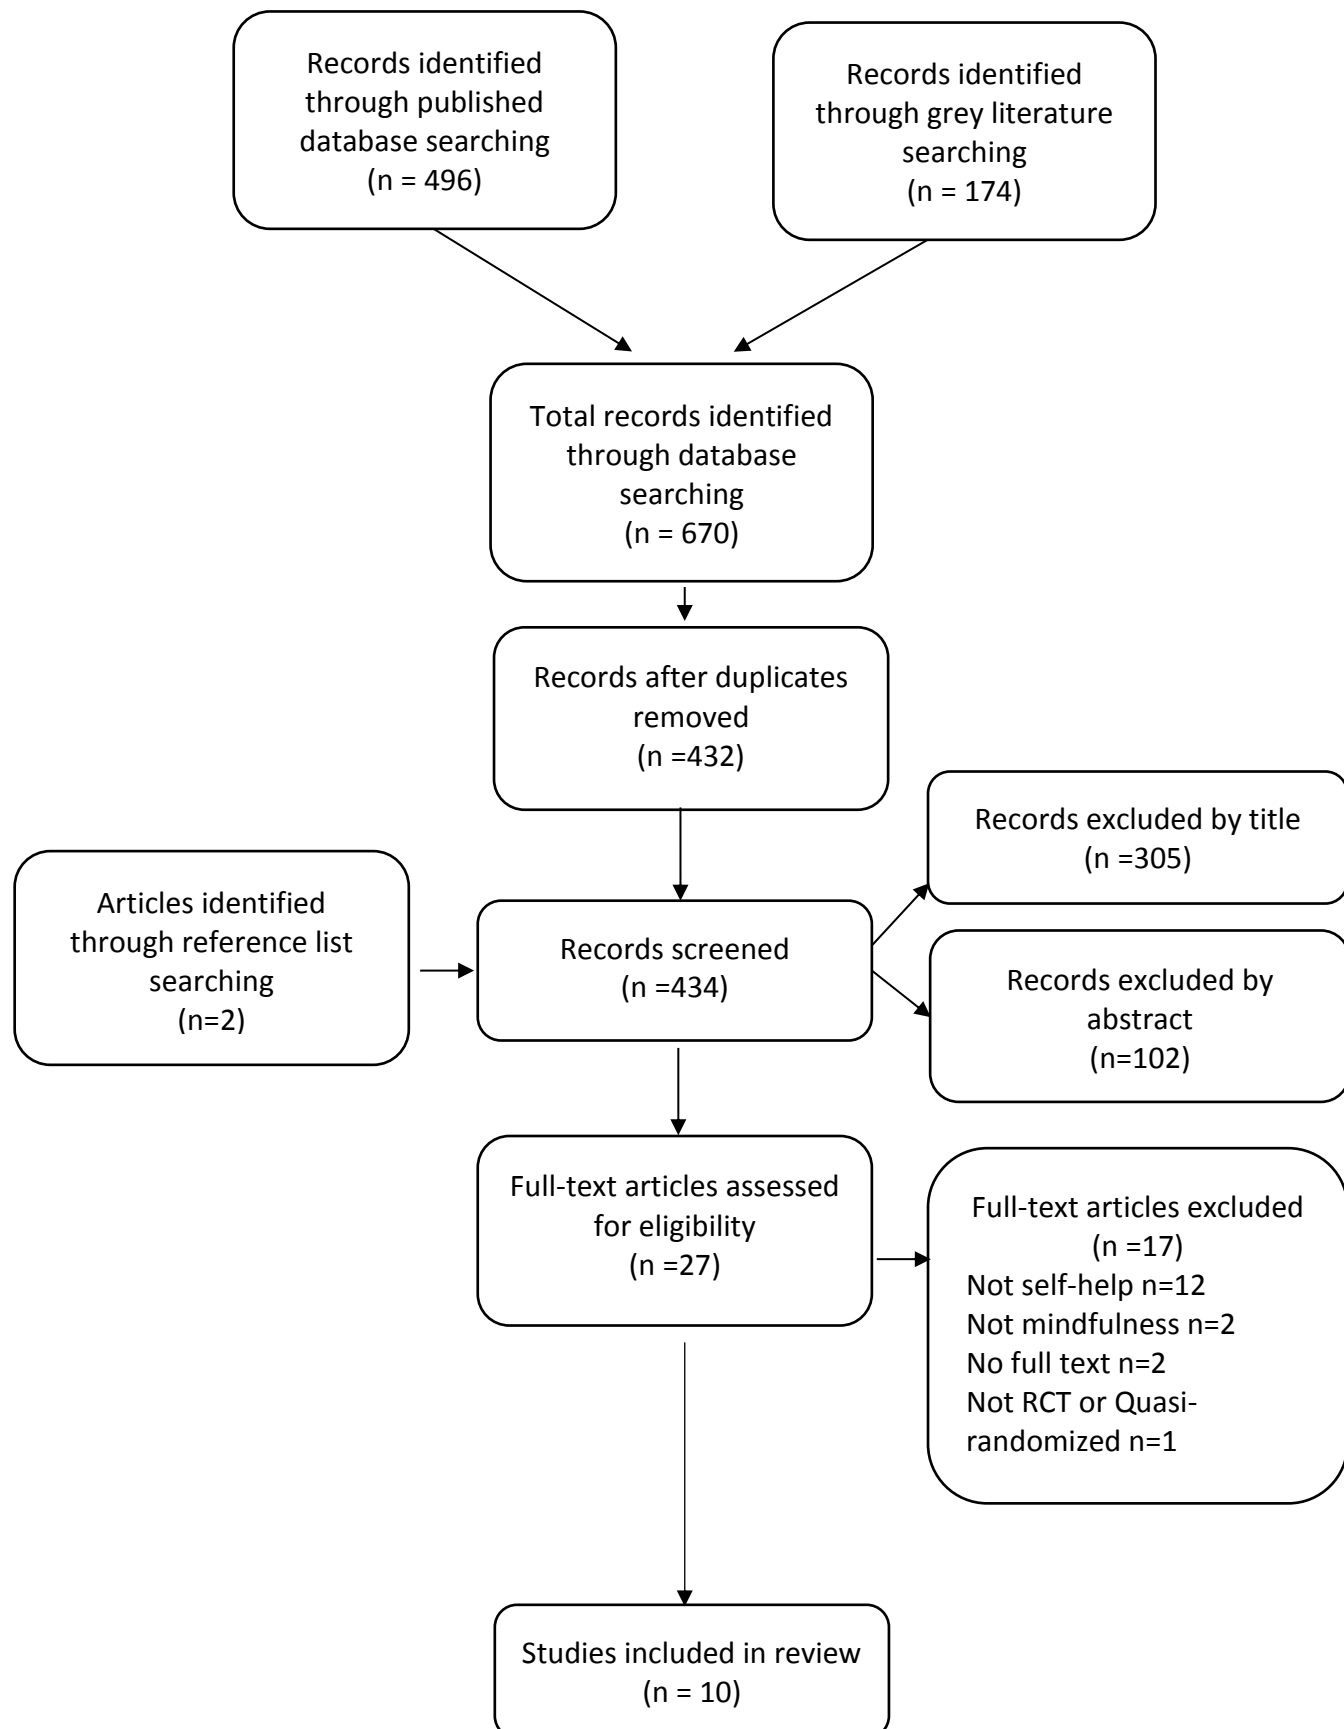 Records identified
through published
database searching
(n = 496)
Records identified
through grey literature
searching
(n = 174)
Total records identified
through database
searching
(n = 670)
Records after duplicates
removed
(n =432)
Records excluded by title
(n =305)
Articles identified
through reference list
searching
(n=2)
Records screened
(n =434)
Records excluded by
abstract
(n=102)
Full-text articles assessed
for eligibility
(n =27)
Full-text articles excluded
(n =17)
Not self-help n=12
Not mindfulness n=2
No full text n=2
Not RCT or Quasi-
randomized n=1
Studies included in review
(n = 10)